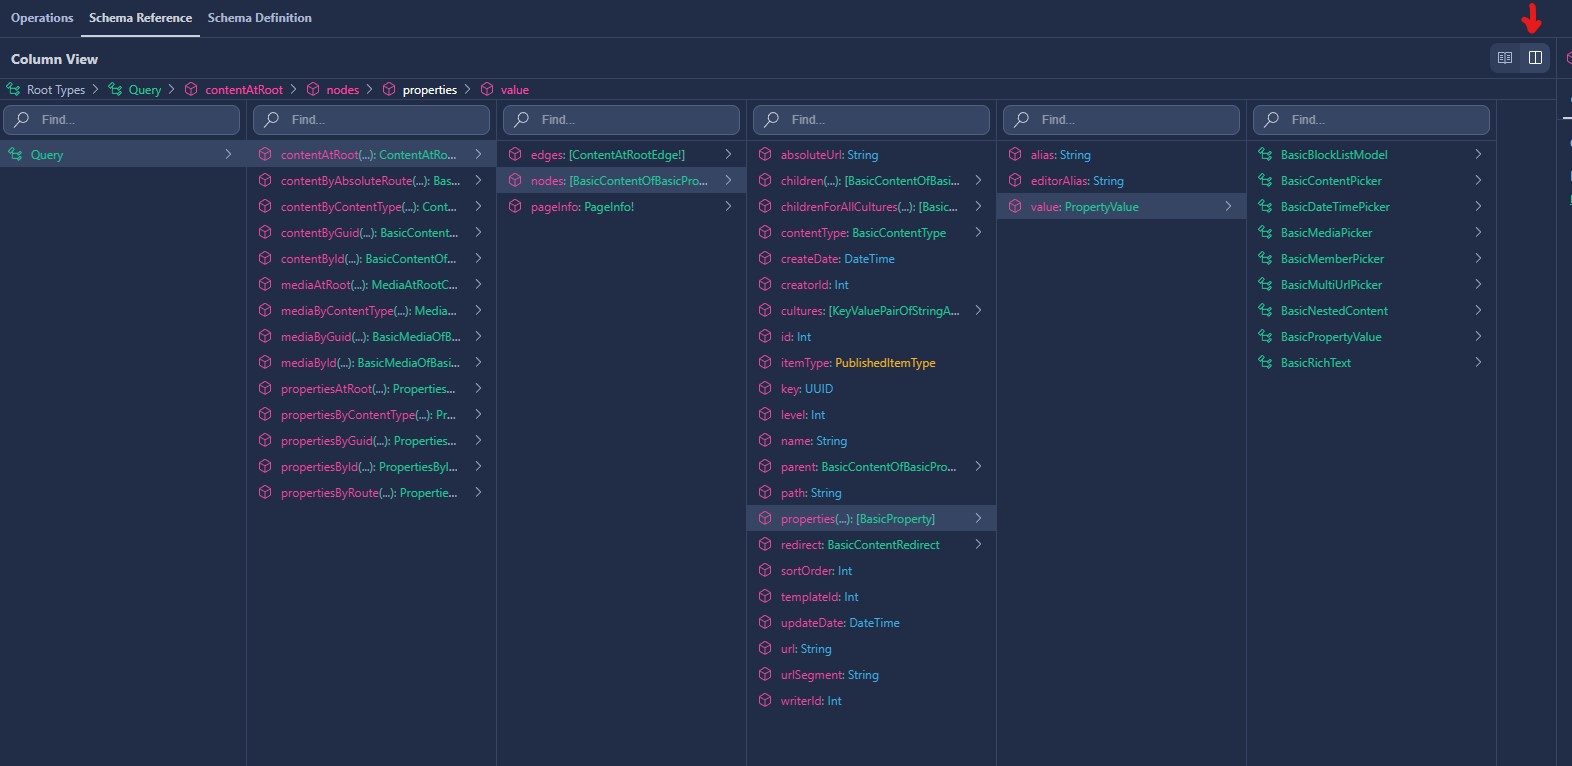 Operations Schema Reference Schema Definition
Column View
Root Types > Query > contentAtRoot > nodes > properties > value
Find...
Query
Find...
contentAtRoot(...): ContentAtRo...
contentByAbsoluteRoute(...): Bas...
contentByContentType(...): Cont...
contentByGuid(...): BasicContent...
contentById(...): BasicContentOf...
mediaAtRoot(...): MediaAtRootC...
mediaByContentType(...): Media...
mediaByGuid(...): BasicMediaOfB...
mediaById(...): BasicMediaOfBasi...
propertiesAtRoot(...): Properties...
propertiesByContentType(...): Pr...
propertiesByGuid(...): Properties...
propertiesById(...): PropertiesByI...
propertiesByRoute(...): Propertie...
Find...
edges: [ContentAtRootEdge!]
nodes: [BasicContentOfBasicPro...
pageInfo: PageInfo!
Find...
absoluteUrl: String
children(...): [BasicContentOfBasi...
childrenForAllCultures(...): [Basic...
contentType: BasicContentType
createDate: DateTime
creatorId: Int
cultures: [KeyValuePairOfStringA...
id: Int
itemType: PublishedItemType
key: UUID
level: Int
name: String
parent: BasicContentOfBasicPro...
path: String
properties(...): [BasicProperty]
redirect: BasicContentRedirect
sortOrder: Int
templateId: Int
updateDate: DateTime
url: String
urlSegment: String
writerId: Int
Find...
alias: String
editorAlias: String
value: PropertyValue
Find...
BasicBlockListModel
BasicContentPicker
BasicDateTimePicker
BasicMediaPicker
BasicMemberPicker
BasicMultiUrlPicker
BasicNestedContent
BasicPropertyValue
BasicRichText